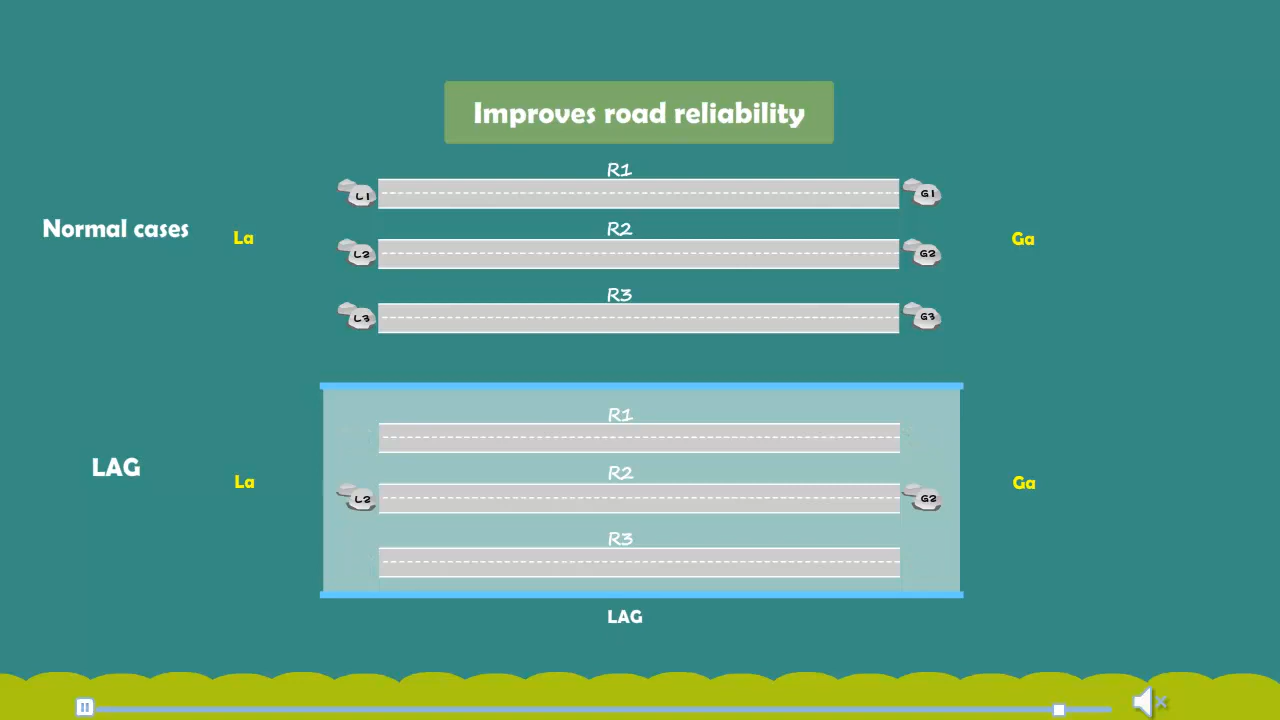 Improves road reliability
R1
L1
G1
Normal cases
La
R2
Ga
L2
G2
R3
L3
G3
R1
LAG
La
R2
Ga
L2
G2
R3
LAG